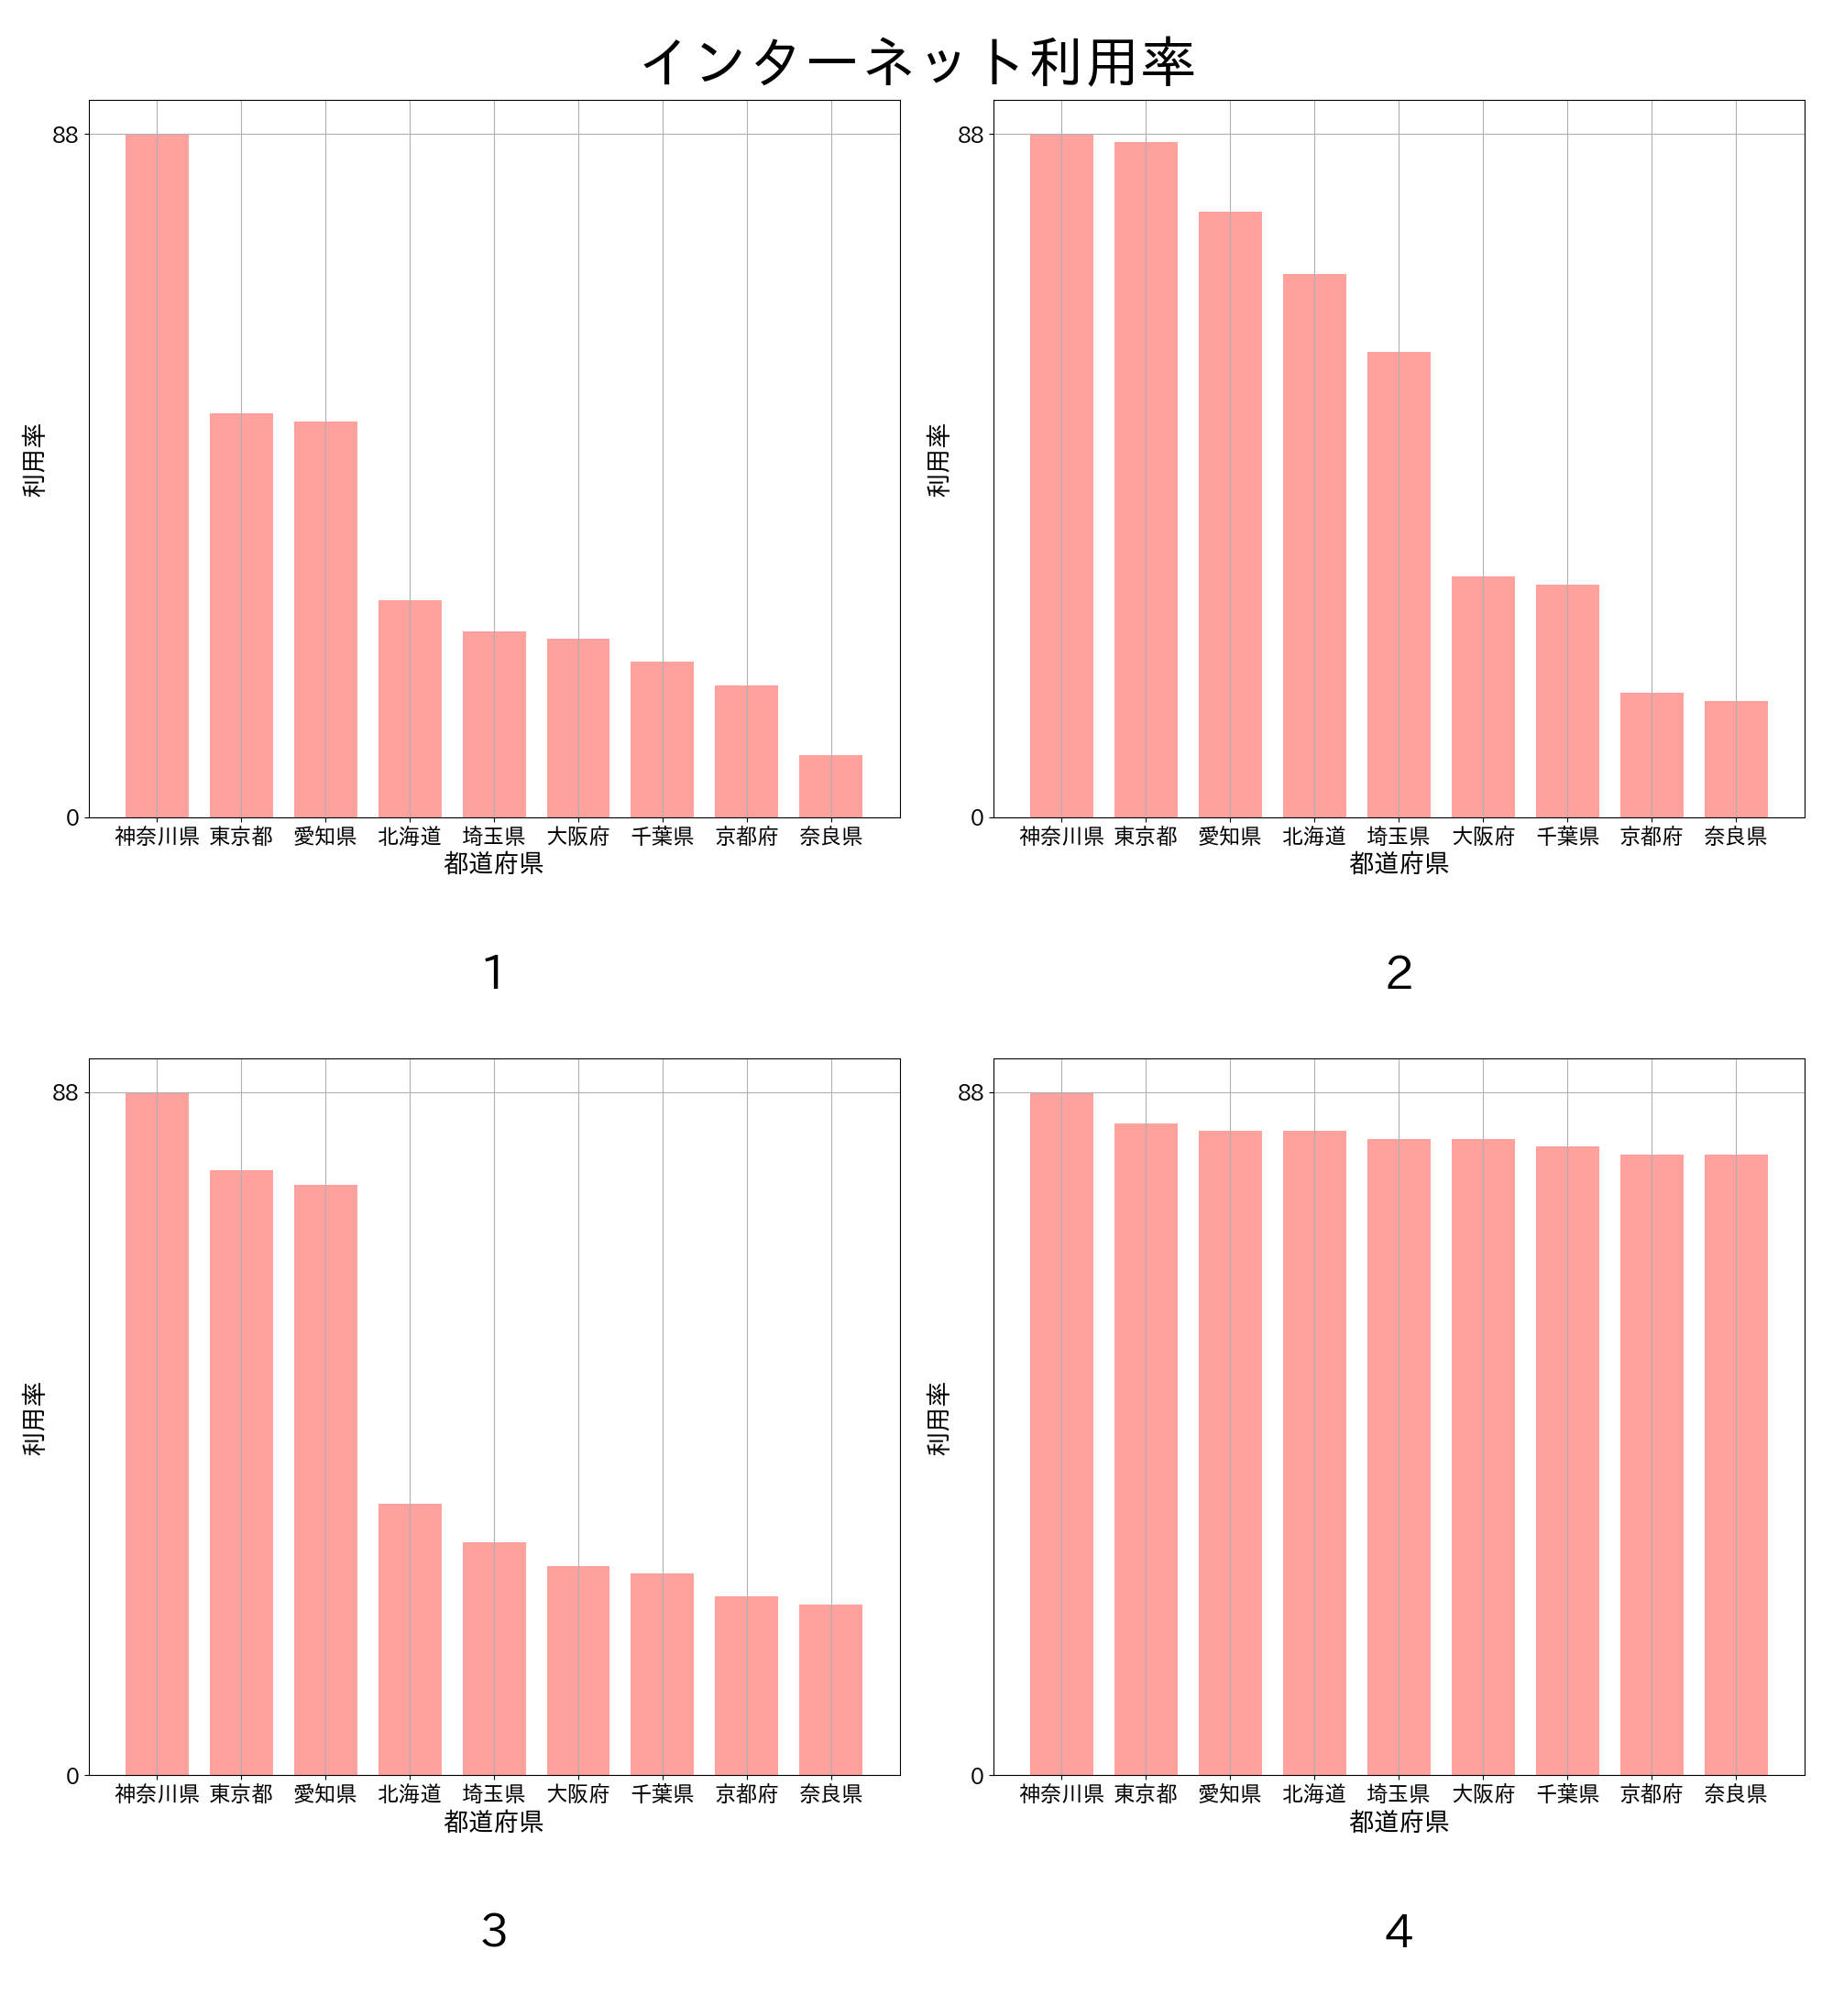 インターネット利用率
88
利用率
0
神奈川県 東京都 愛知県 北海道 埼玉県 大阪府 千葉県 京都府 奈良県
都道府県
1
88
利用率
0
神奈川県 東京都 愛知県 北海道 埼玉県 大阪府 千葉県 京都府 奈良県
都道府県
2
88
利用率
0
神奈川県 東京都 愛知県 北海道 埼玉県 大阪府 千葉県 京都府 奈良県
都道府県
3
88
利用率
0
神奈川県 東京都 愛知県 北海道 埼玉県 大阪府 千葉県 京都府 奈良県
都道府県
4